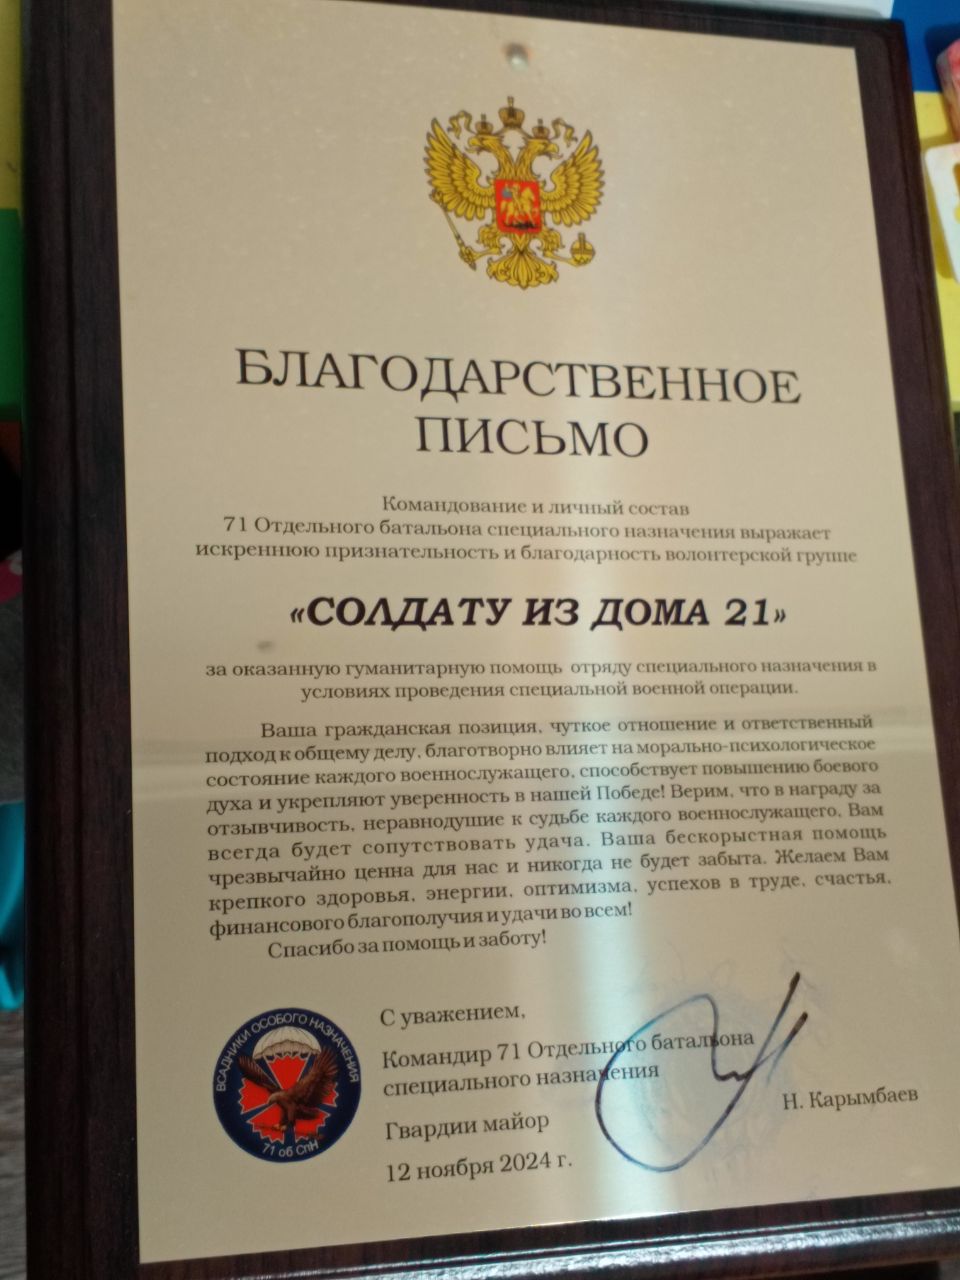 БЛАГОДАРСТВЕННОЕ
ПИСЬМО
Командование и личный состав
71 Отдельного батальона специального назначения выражает
искреннюю признательность и благодарность волонтерской группе
«СОЛДАТУ ИЗ ДОМА 21»
за оказанную гуманитарную помощь отряду специального назначения в
условиях проведения специальной военной операции.
Ваша гражданская позиция, чуткое отношение и ответственный
подход к общему делу, благотворно влияет на морально-психологическое
состояние каждого военнослужащего, способствует повышению боевого
духа и укрепляют уверенность в нашей Победе! Верим, что в награду за
отзывчивость, неравнодушие к судьбе каждого военнослужащего, Вам
всегда будет сопутствовать удача. Ваша бескорыстная помощь
чрезвычайно ценна для нас и никогда не будет забыта. Желаем Вам
крепкого здоровья, энергии, оптимизма, успехов в труде, счастья,
финансового благополучия и удачи во всем!
Спасибо за помощь и заботу!
ВСАДНИКИ ОСОБОГО НАЗНАЧЕНИЯ
71 об СпН
С уважением,
Командир 71 Отдельного батальона
специального назначения
Гвардии майор
Н. Карымбаев
12 ноября 2024 г.